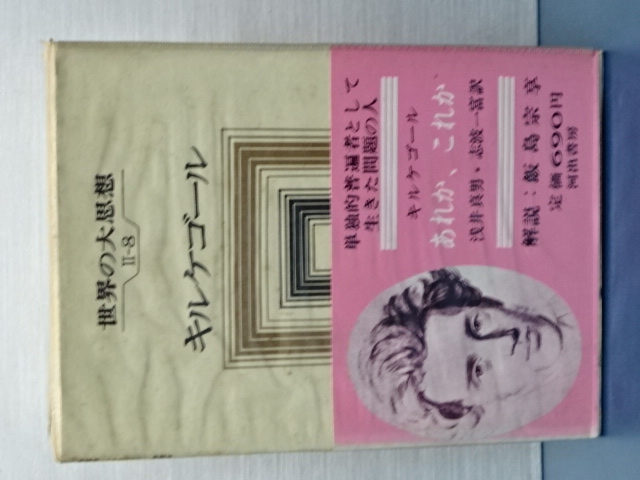 世界の大思想
II-8
キルケゴール
単独的普遍者として
生きた問題の人
キルケゴール
あれか、これか
浅井真男・志波一富訳
解説：飯島宗享
定価690円
河出書房